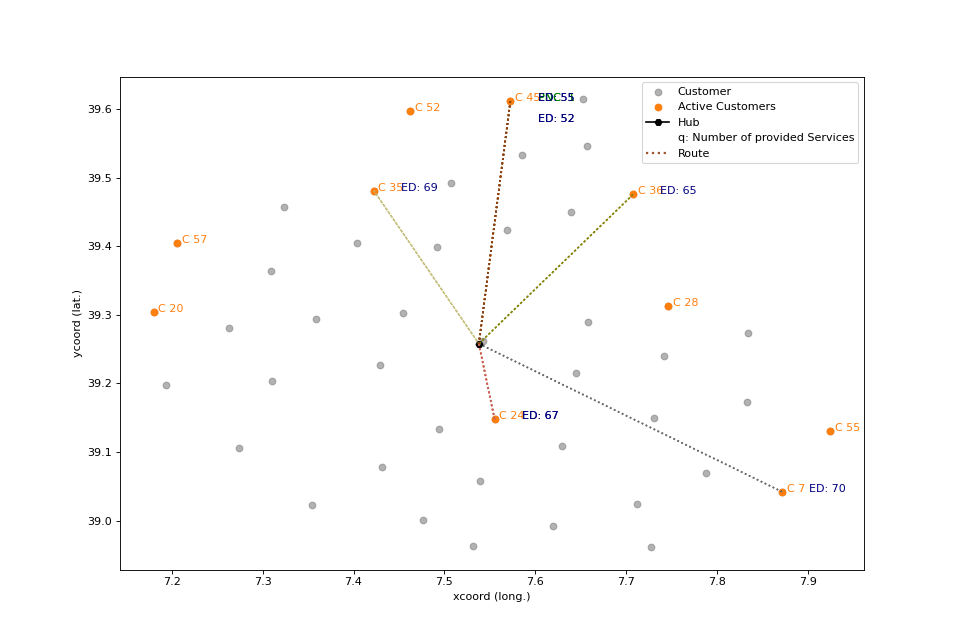 39.6
39.5
39.4
39.3
39.2
39.1
39.0
7.2
7.3
7.4
7.5
7.6
7.7
7.8
7.9
xcoord (long.)
ycoord (lat.)
Customer
Active Customers
Hub
q: Number of provided Services
Route
C 52
C 45
ED: 55
ED: 52
C 35
ED: 69
C 36
ED: 65
C 57
C 20
C 28
C 24
ED: 67
C 55
C 7
ED: 70